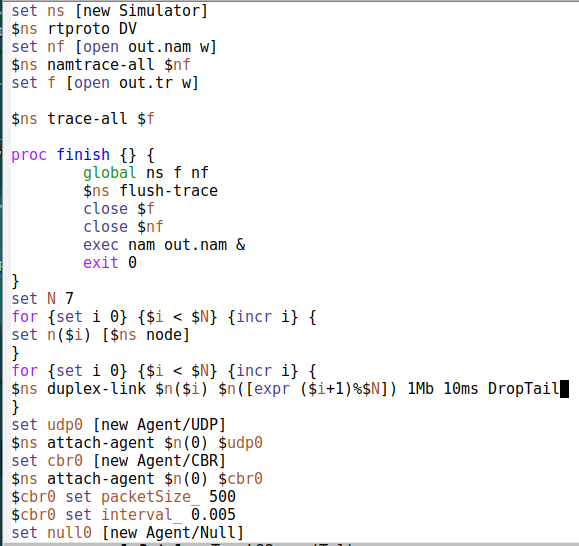 set ns [new Simulator]
$ns rtproto DV
set nf [open out.nam w]
$ns namtrace-all $nf
set f [open out.tr w]
$ns trace-all $f
proc finish {} {
        global ns f nf
        $ns flush-trace
        close $f
        close $nf
        exec nam out.nam &
        exit 0
}
set N 7
for {set i 0} {$i < $N} {incr i} {
set n($i) [$ns node]
}
for {set i 0} {$i < $N} {incr i} {
$ns duplex-link $n($i) $n([expr ($i+1)%$N]) 1Mb 10ms DropTail
}
set udp0 [new Agent/UDP]
$ns attach-agent $n(0) $udp0
set cbr0 [new Agent/CBR]
$ns attach-agent $n(0) $cbr0
$cbr0 set packetSize_ 500
$cbr0 set interval_ 0.005
set null0 [new Agent/Null]